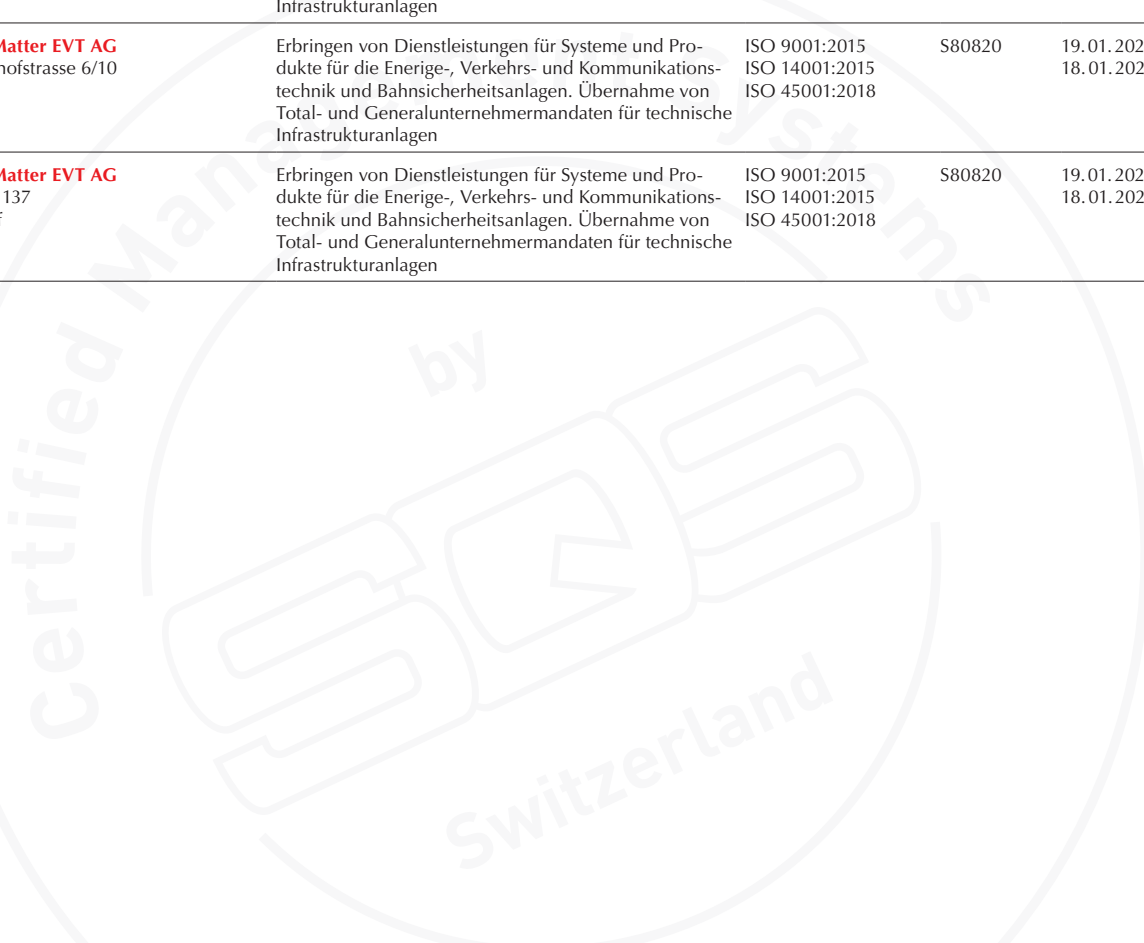 Infrastrukturanlagen
Matter EVT AG
hofstrasse 6/10
Erbringen von Dienstleistungen für Systeme und Pro-
dukte für die Enerige-, Verkehrs- und Kommunikations-
technik und Bahnsicherheitsanlagen. Übernahme von
Total- und Generalunternehmermandaten für technische
Infrastrukturanlagen
ISO 9001:2015
ISO 14001:2015
ISO 45001:2018
S80820
19.01.202
18.01.202
Matter EVT AG
137
f
Erbringen von Dienstleistungen für Systeme und Pro-
dukte für die Enerige-, Verkehrs- und Kommunikations-
technik und Bahnsicherheitsanlagen. Übernahme von
Total- und Generalunternehmermandaten für technische
Infrastrukturanlagen
ISO 9001:2015
ISO 14001:2015
ISO 45001:2018
S80820
19.01.202
18.01.202
Certified Management Systems
by
SQS
Switzerland